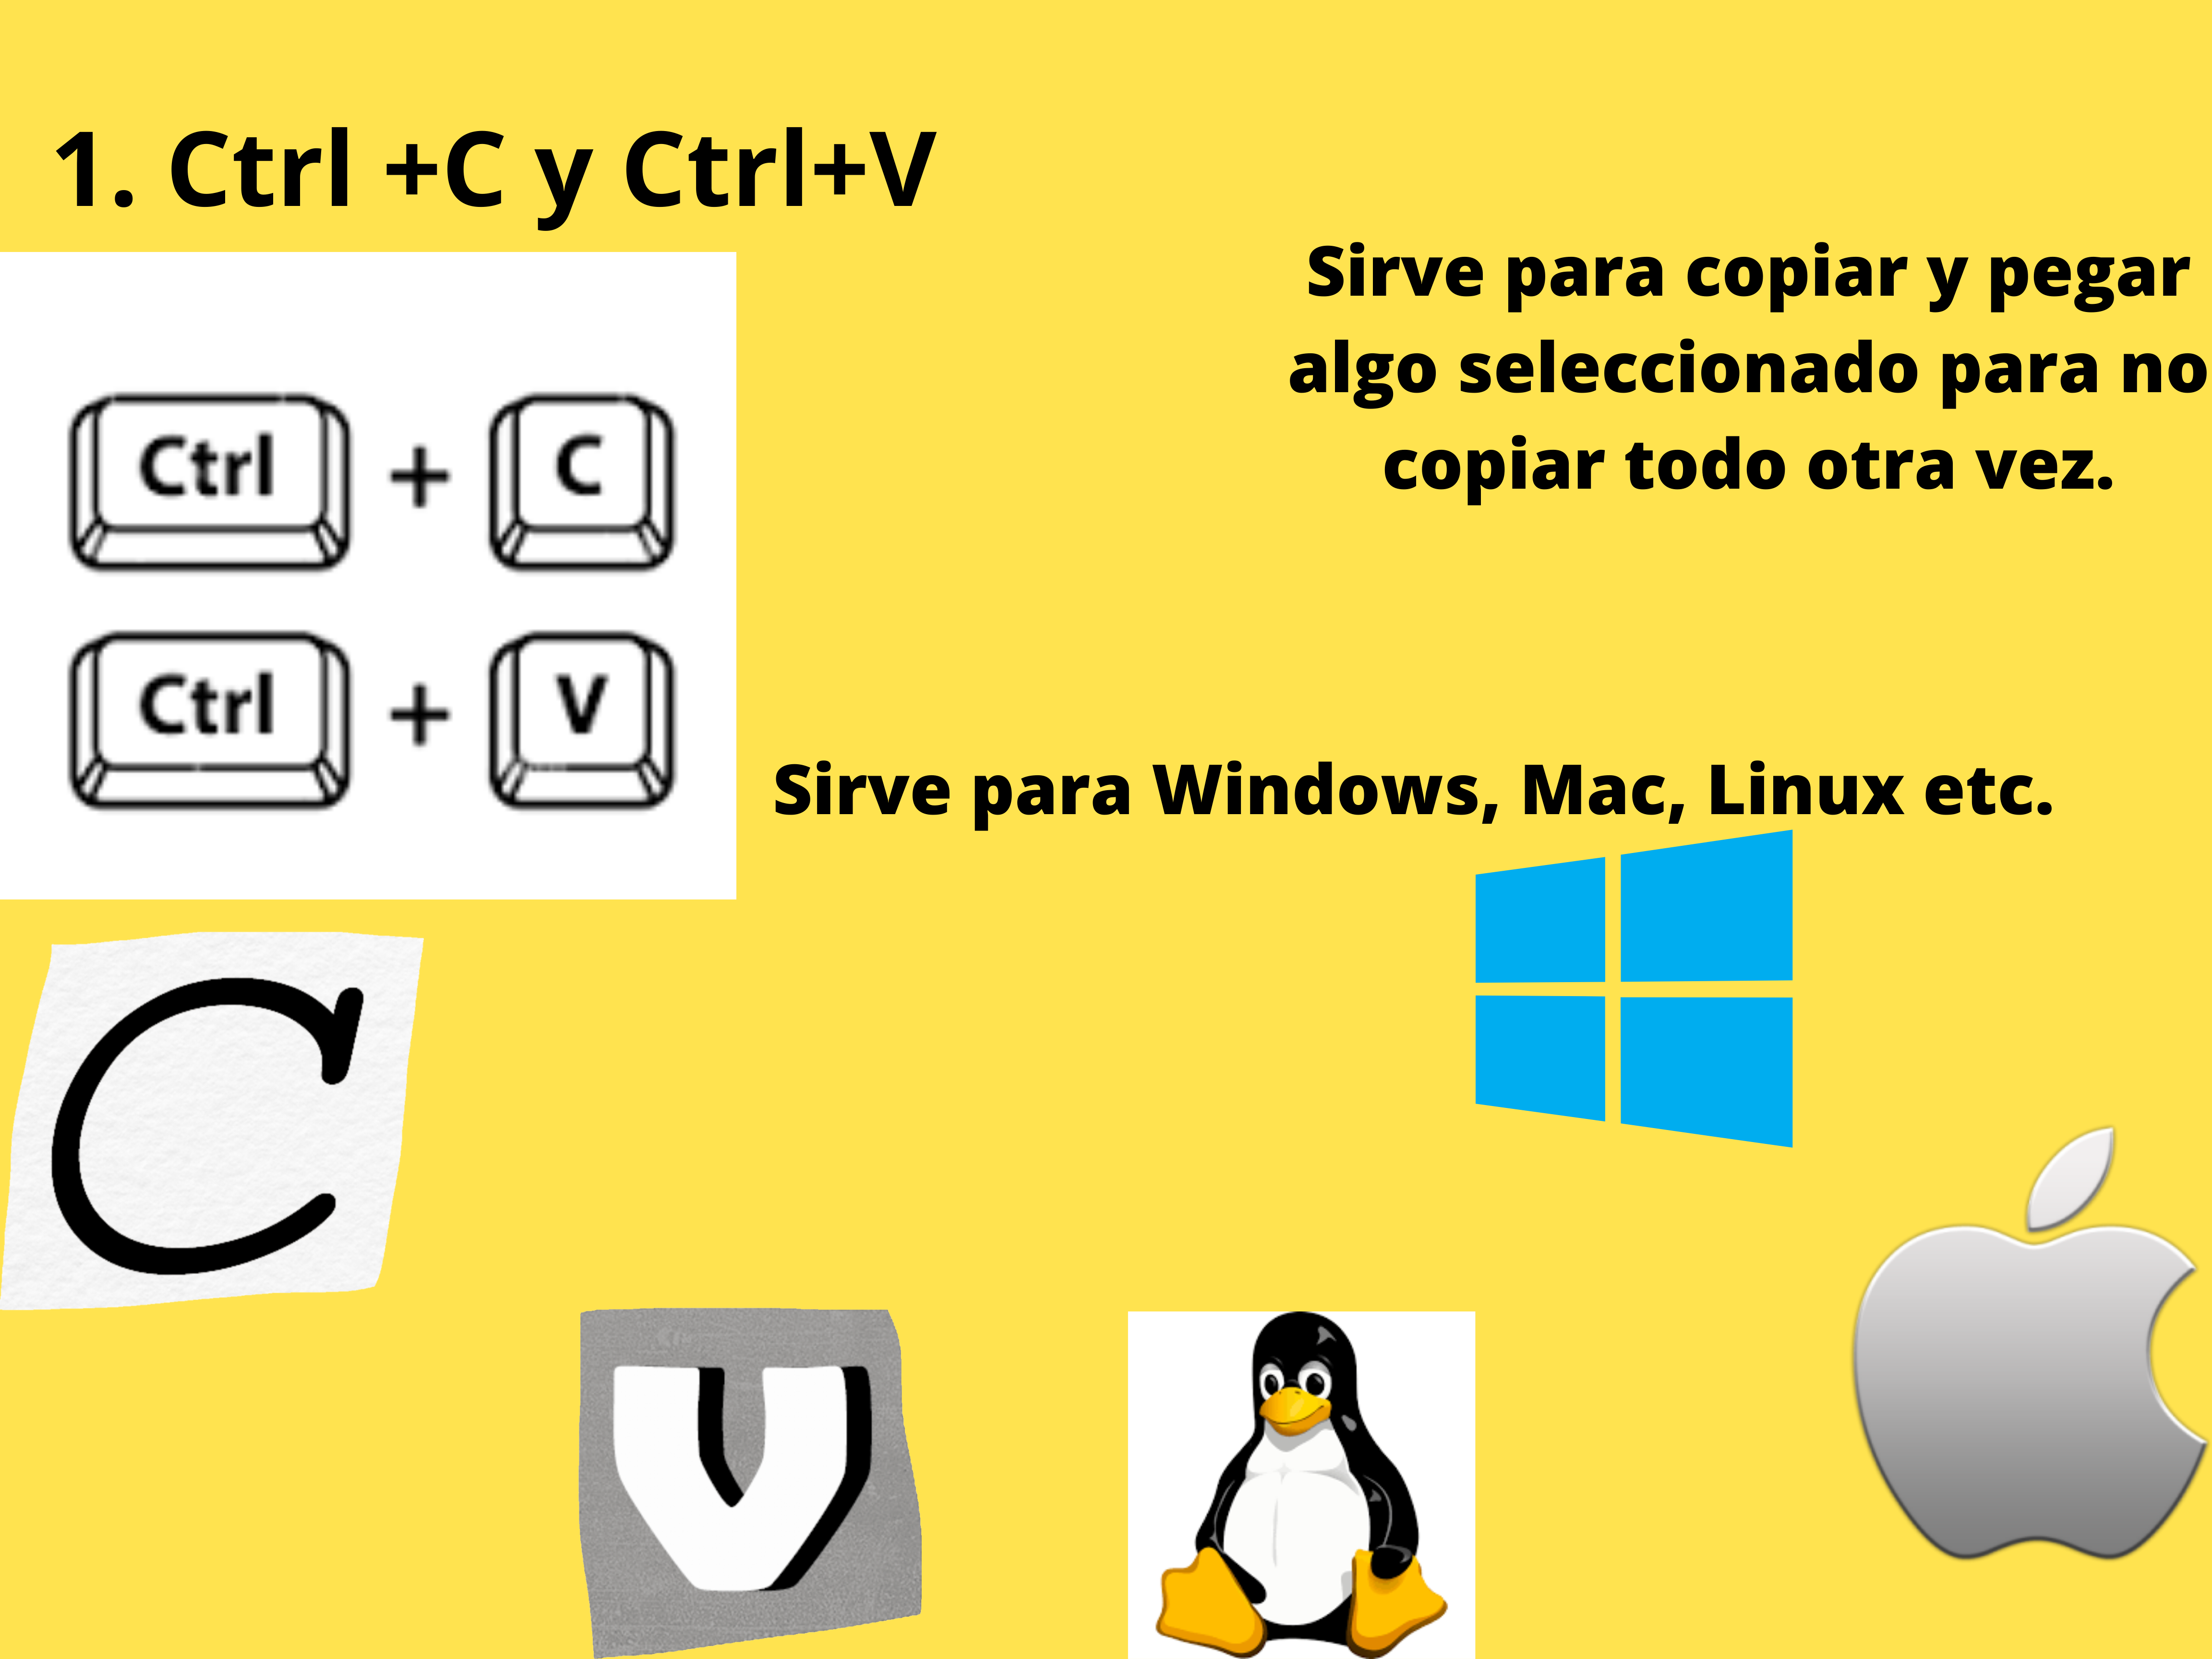 1. Ctrl +C y Ctrl+V
Sirve para copiar y pegar
algo seleccionado para no
copiar todo otra vez.
Ctrl + C
Ctrl + V
Sirve para Windows, Mac, Linux etc.
C
V